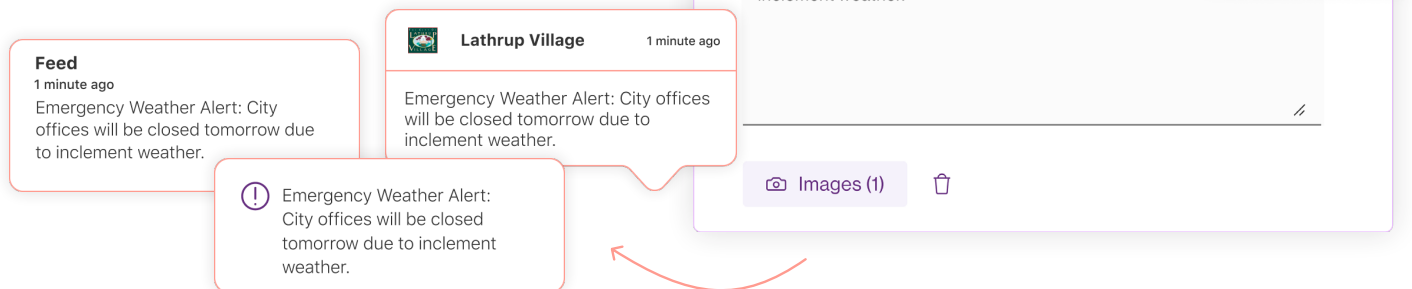 Feed
1 minute ago
Emergency Weather Alert: City
offices will be closed tomorrow due
to inclement weather.
Lathrup Village
1 minute ago
Emergency Weather Alert: City offices
will be closed tomorrow due to
inclement weather.
Emergency Weather Alert:
City offices will be closed
tomorrow due to inclement
weather.
inclement weather.
Images (1)